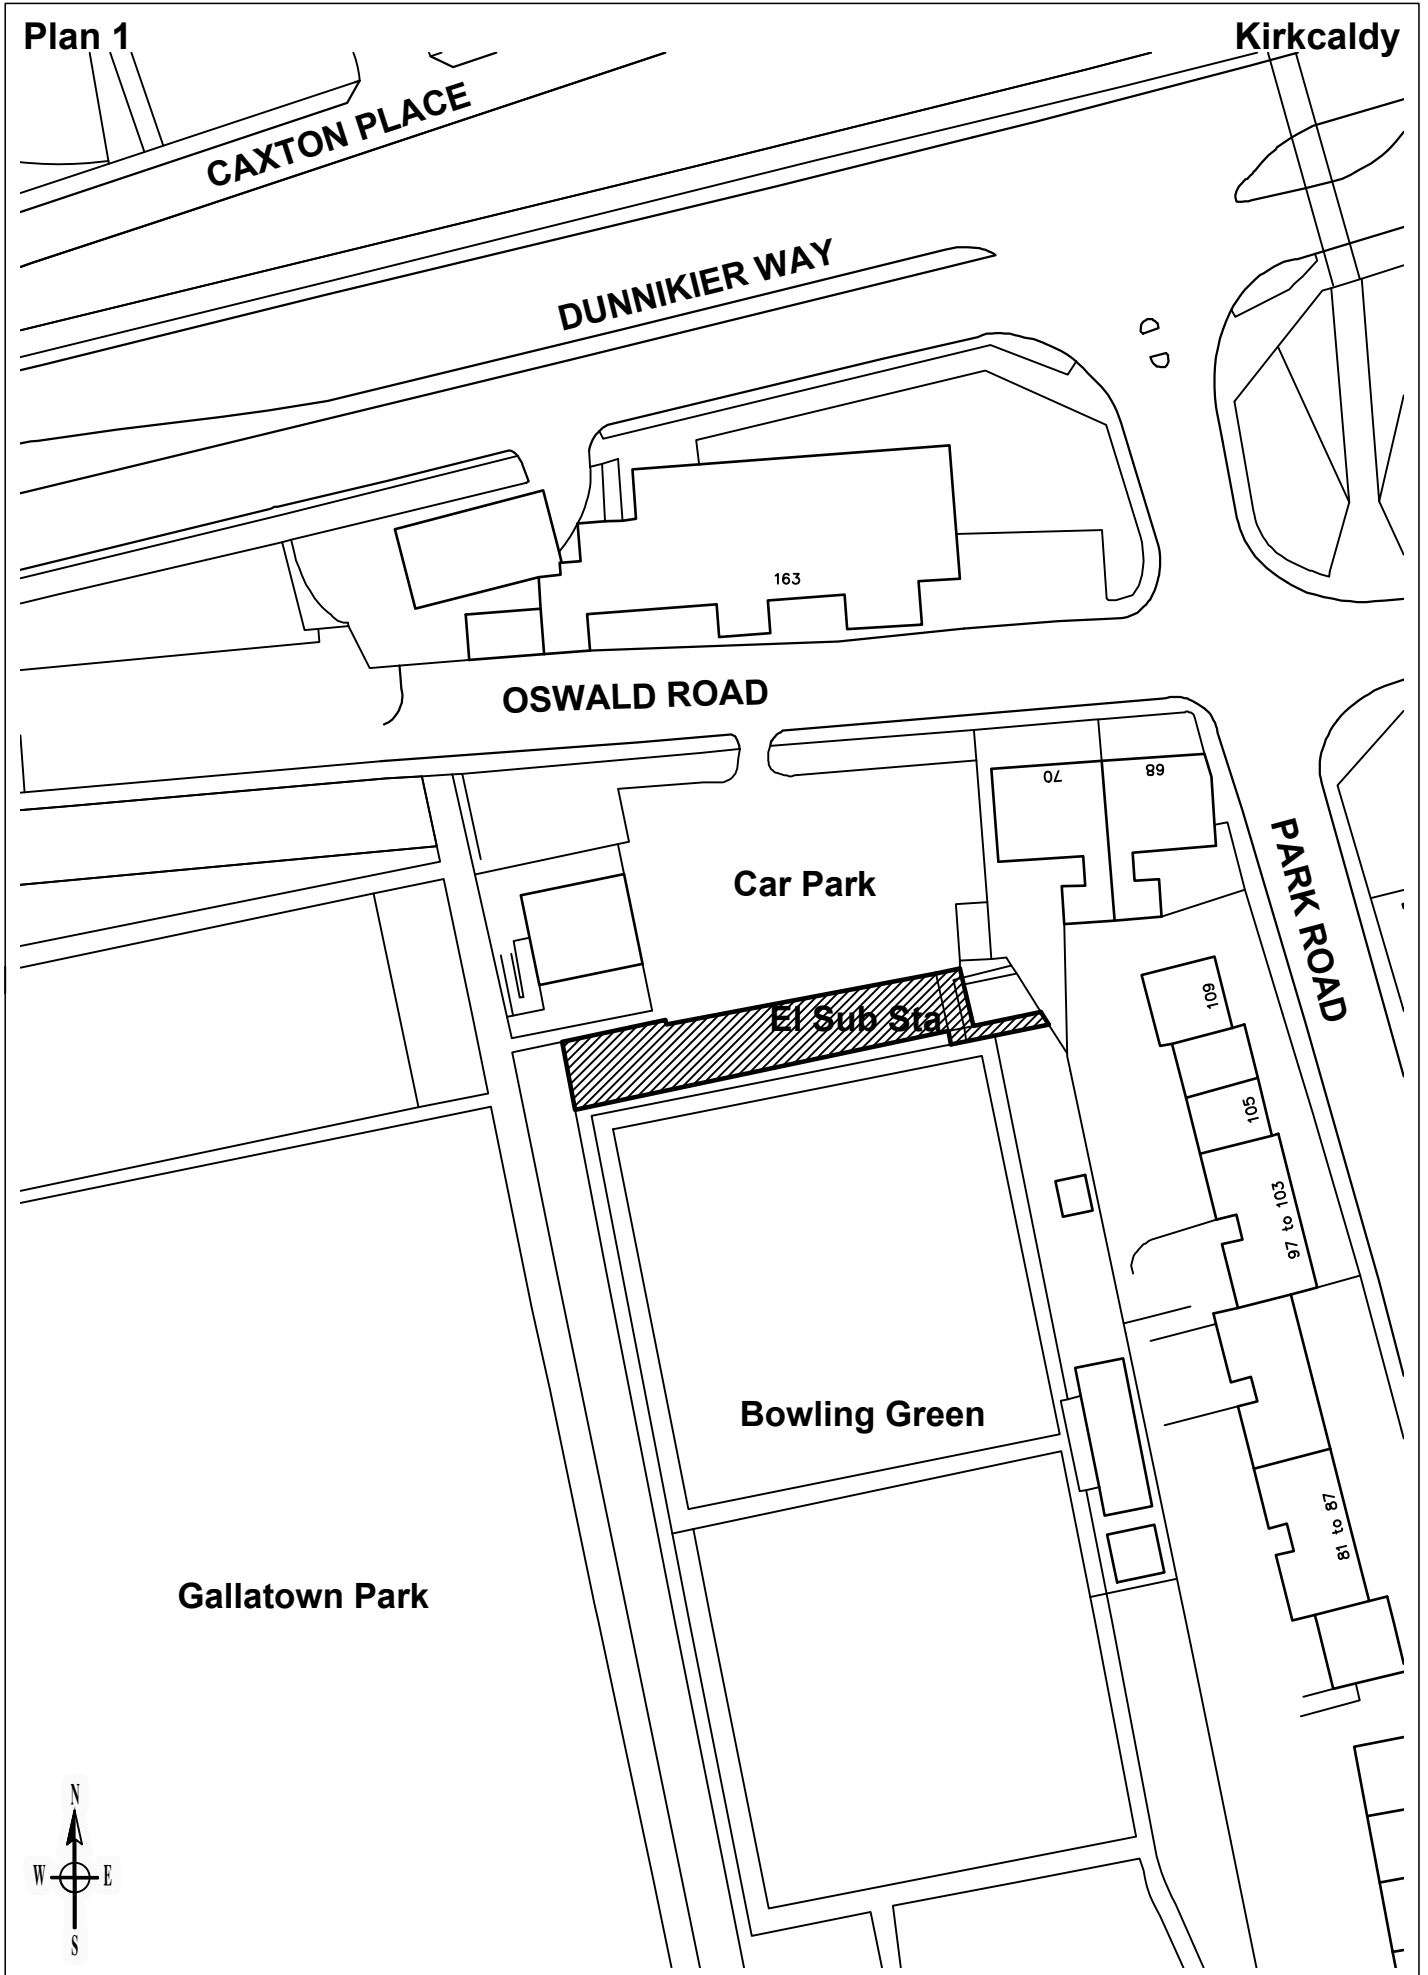 Plan 1
Kirkcaldy
CAXTON PLACE
DUNNIKIER WAY
163
OSWALD ROAD
70
68
PARK ROAD
Car Park
109
El Sub Sta
105
97 to 103
Bowling Green
81 to 87
Gallatown Park
N
W E
S